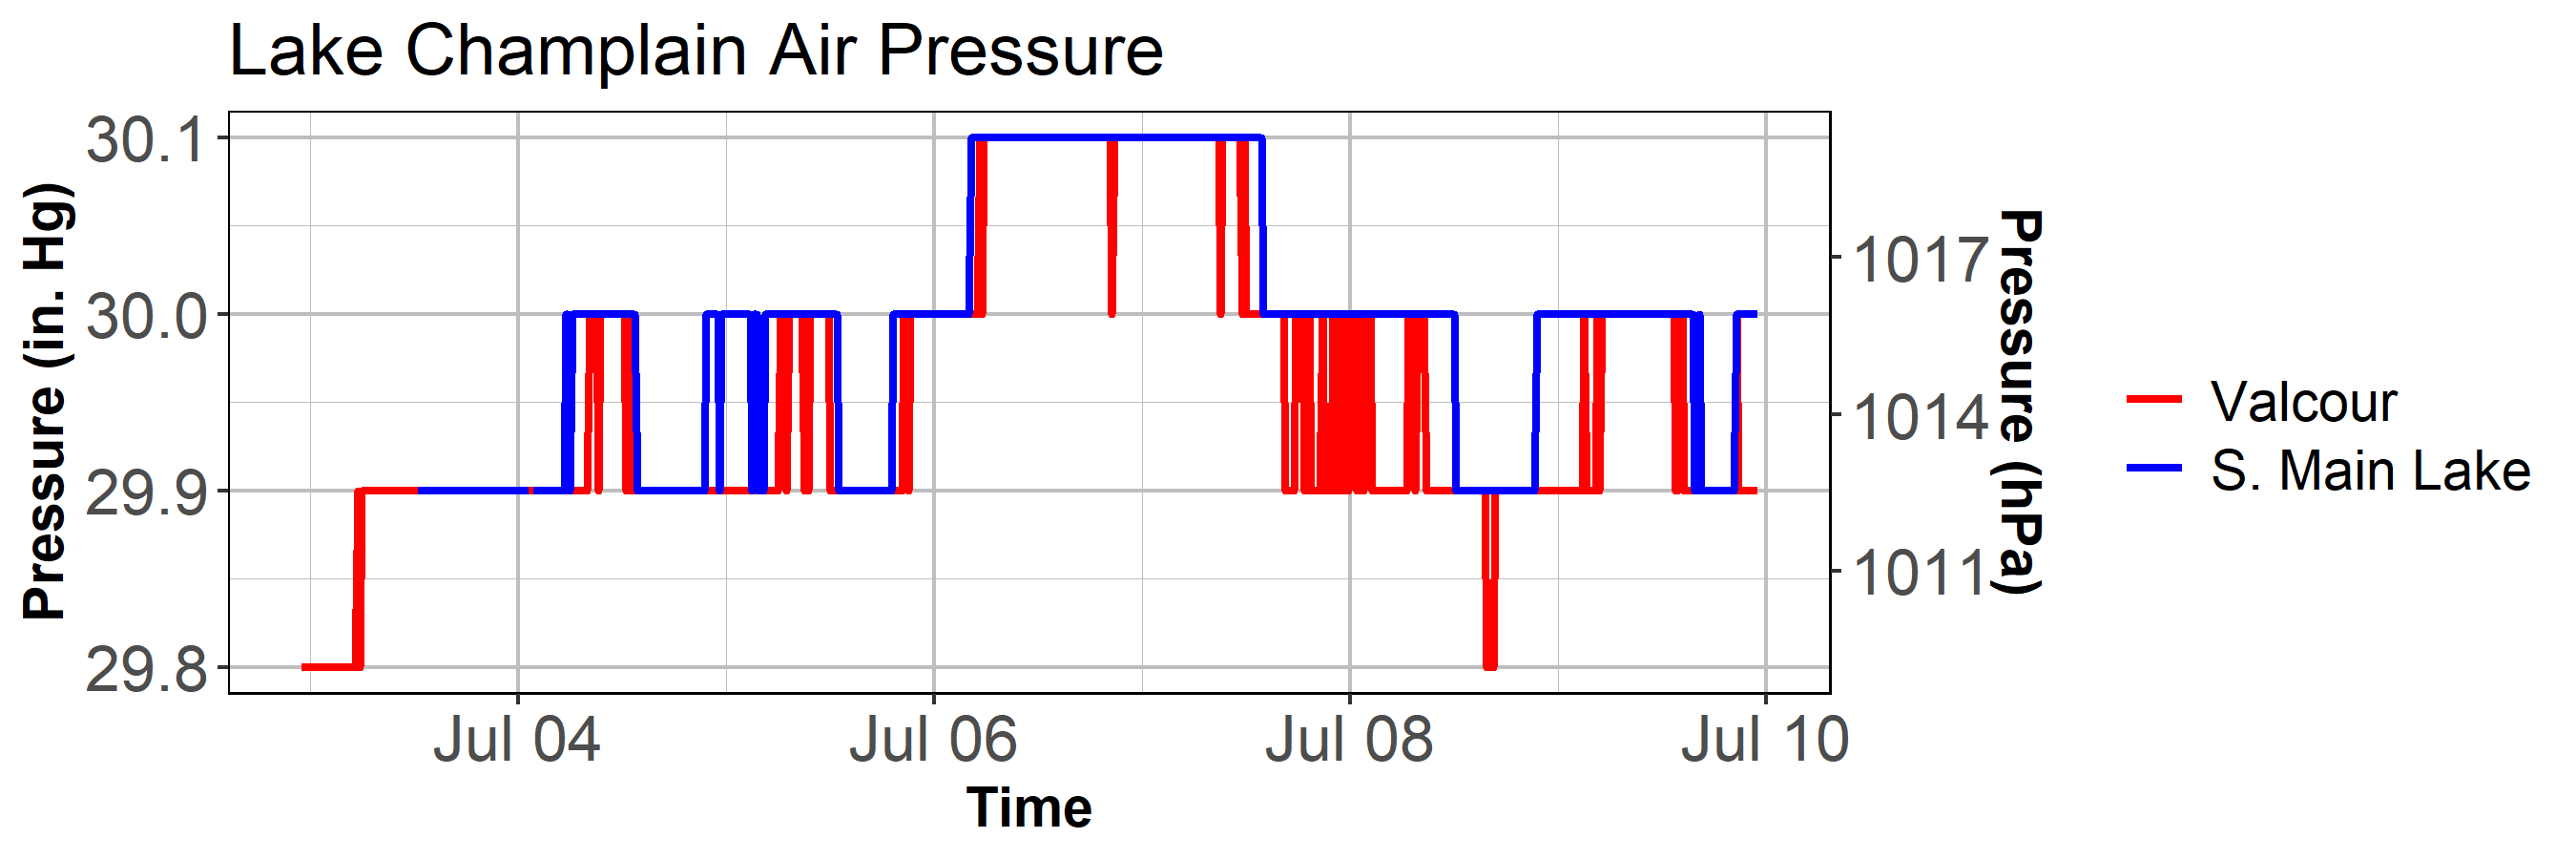 Lake Champlain Air Pressure
30.1
30.0
29.9
29.8
Pressure (in. Hg)
1017
1014
1011
Pressure (hPa)
Jul 04
Jul 06
Jul 08
Jul 10
Time
Valcour
S. Main Lake